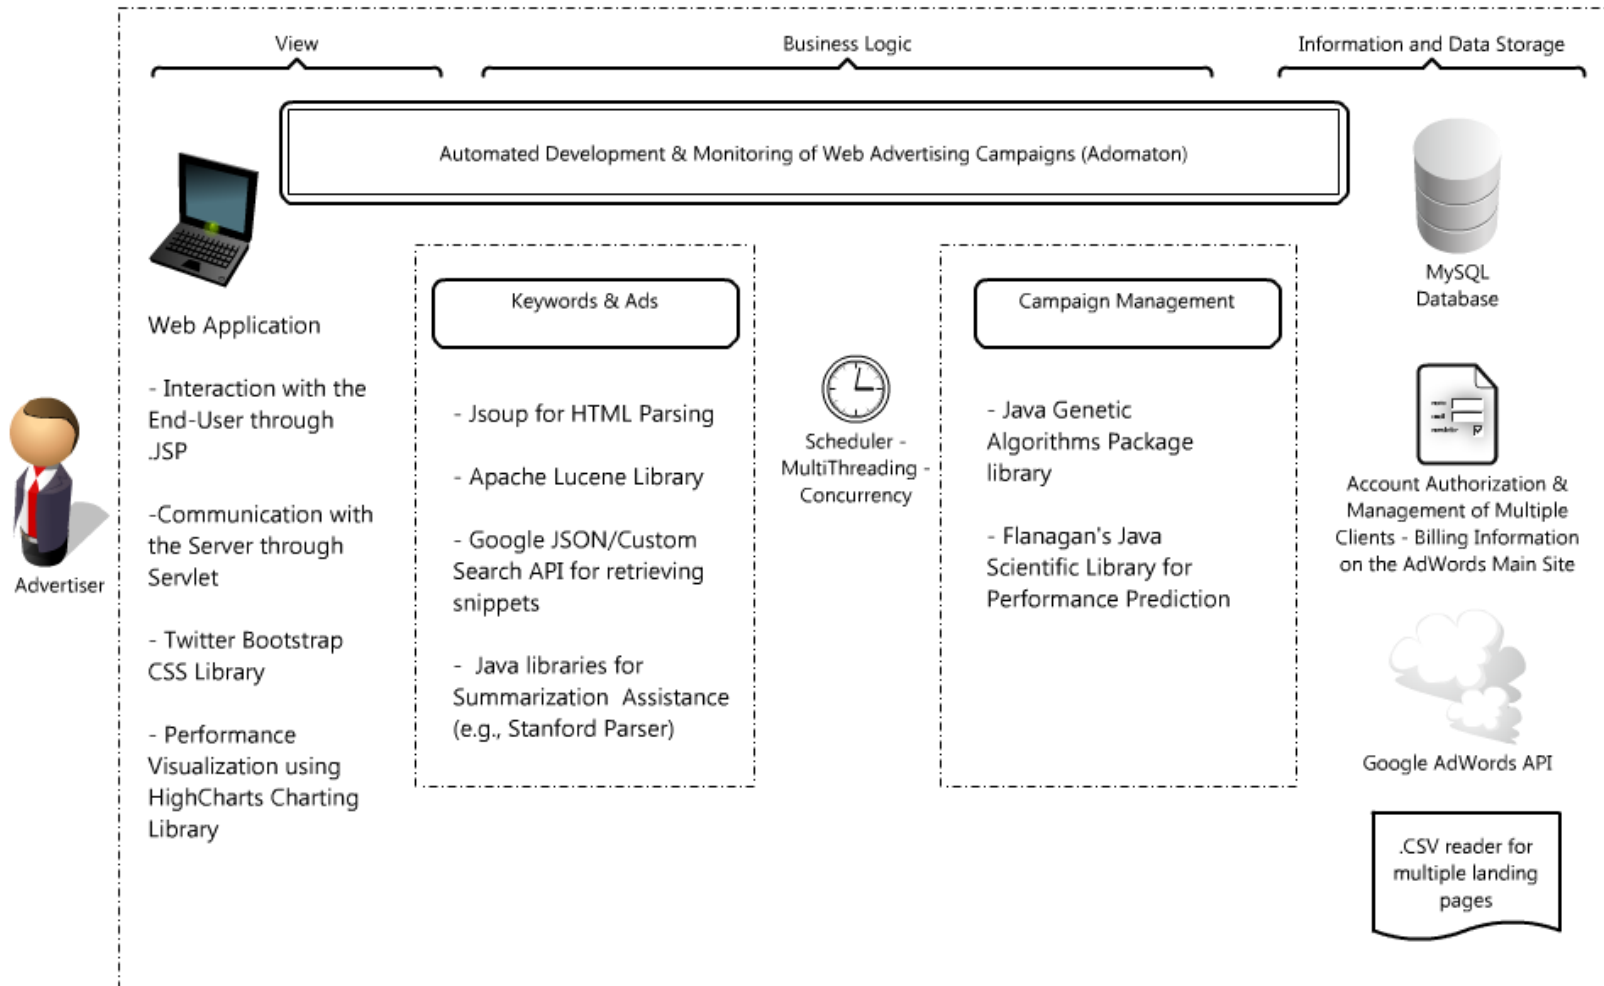 View
Business Logic
Information and Data Storage
Automated Development & Monitoring of Web Advertising Campaigns (Adomaton)
Advertiser
Web Application
- Interaction with the
End-User through
.JSP
-Communication with
the Server through
Servlet
- Twitter Bootstrap
CSS Library
- Performance
Visualization using
HighCharts Charting
Library
Keywords & Ads
- Jsoup for HTML Parsing
- Apache Lucene Library
- Google JSON/Custom
Search API for retrieving
snippets
- Java libraries for
Summarization Assistance
(e.g., Stanford Parser)
Scheduler -
MultiThreading -
Concurrency
Campaign Management
- Java Genetic
Algorithms Package
library
- Flanagan's Java
Scientific Library for
Performance Prediction
MySQL
Database
Account Authorization &
Management of Multiple
Clients - Billing Information
on the AdWords Main Site
Google AdWords API
.CSV reader for
multiple landing
pages